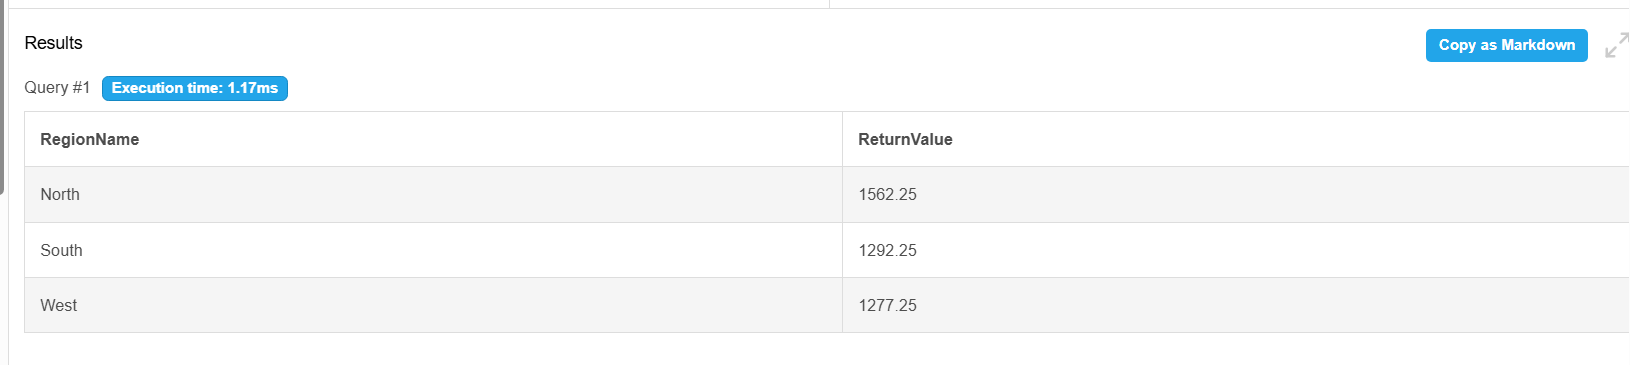 Results
Copy as Markdown
Query #1 Execution time: 1.17ms
RegionName ReturnValue
North 1562.25
South 1292.25
West 1277.25